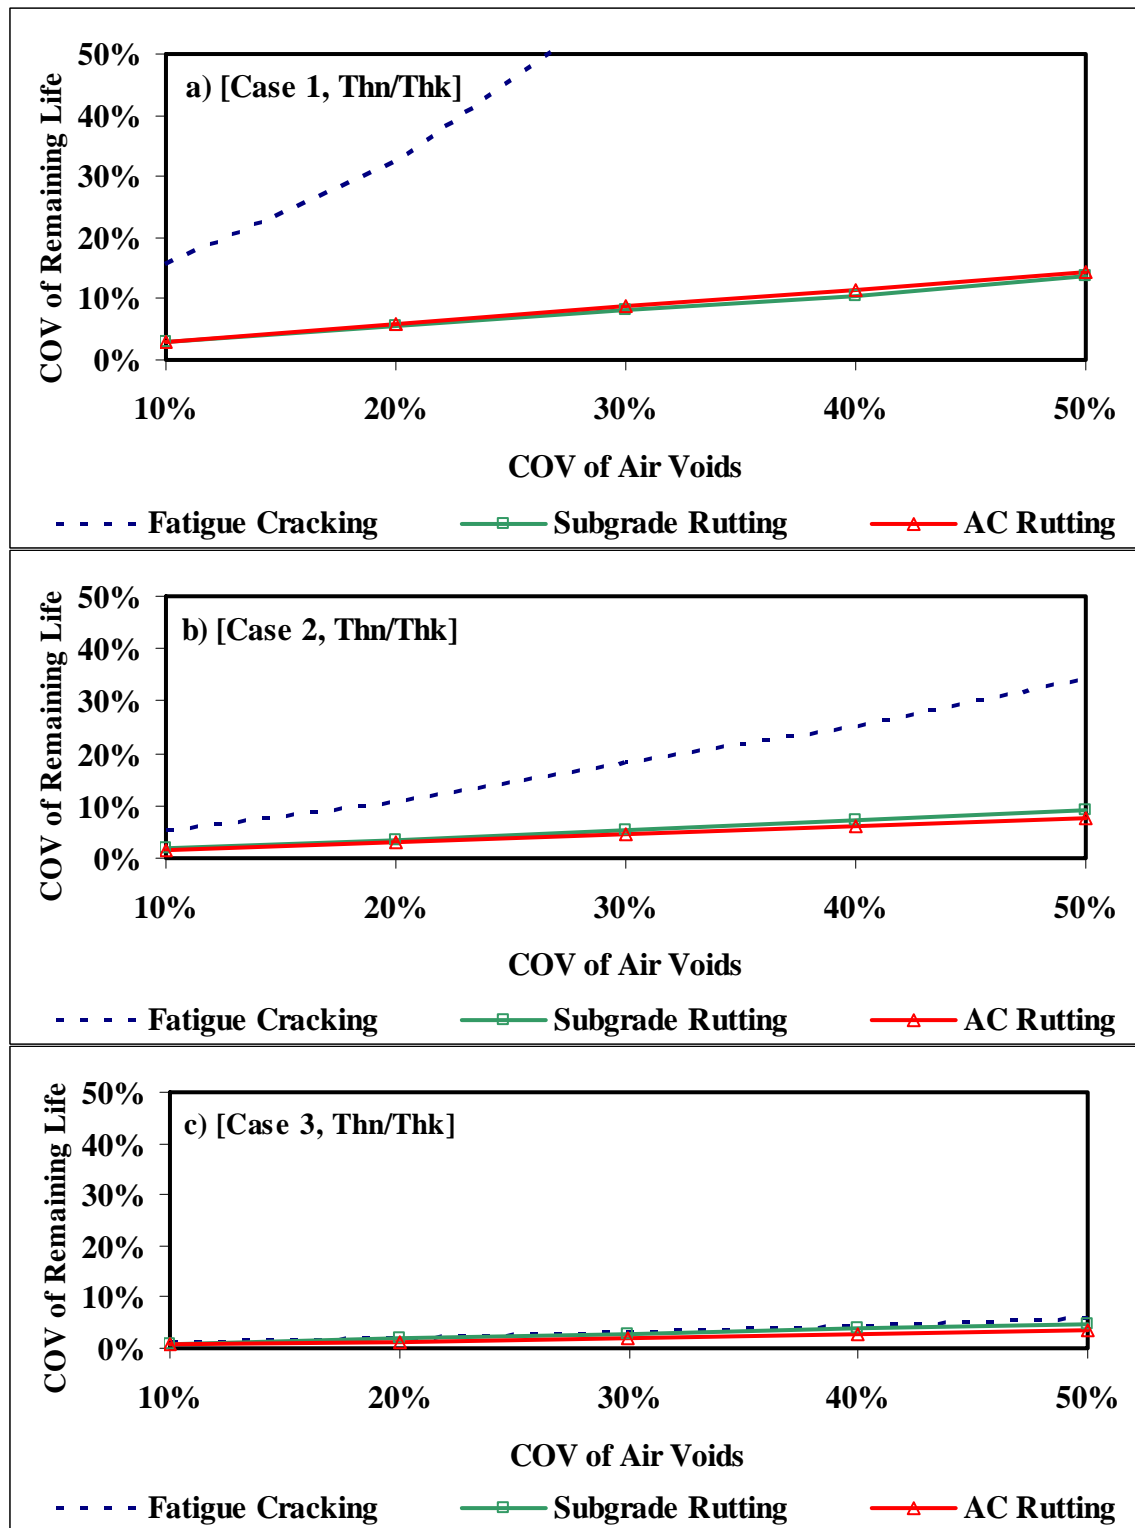 a) [Case 1, Thn/Thk]
COV of Remaining Life
50%
40%
30%
20%
10%
0%
10% 20% 30% 40% 50%
COV of Air Voids
Fatigue Cracking Subgrade Rutting AC Rutting
b) [Case 2, Thn/Thk]
COV of Remaining Life
50%
40%
30%
20%
10%
0%
10% 20% 30% 40% 50%
COV of Air Voids
Fatigue Cracking Subgrade Rutting AC Rutting
c) [Case 3, Thn/Thk]
COV of Remaining Life
50%
40%
30%
20%
10%
0%
10% 20% 30% 40% 50%
COV of Air Voids
Fatigue Cracking Subgrade Rutting AC Rutting